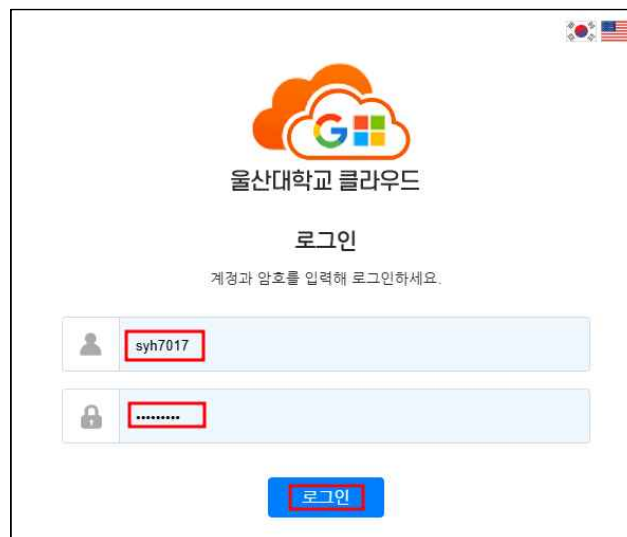 울산대학교 클라우드
로그인
계정과 암호를 입력해 로그인하세요.
syh7017
•••••••••
로그인